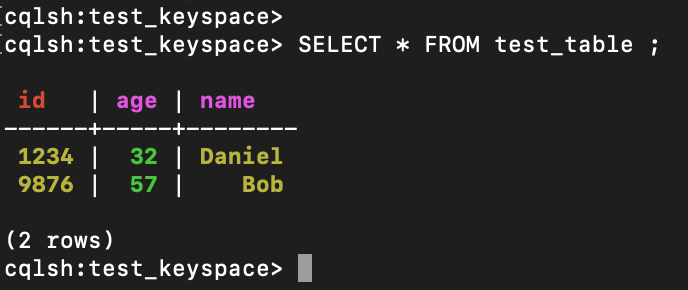 [cqlsh:test_keyspace>
[cqlsh:test_keyspace> SELECT * FROM test_table ;
id | age | name
------+-----+--------
1234 | 32 | Daniel
9876 | 57 | Bob
(2 rows)
cqlsh:test_keyspace>